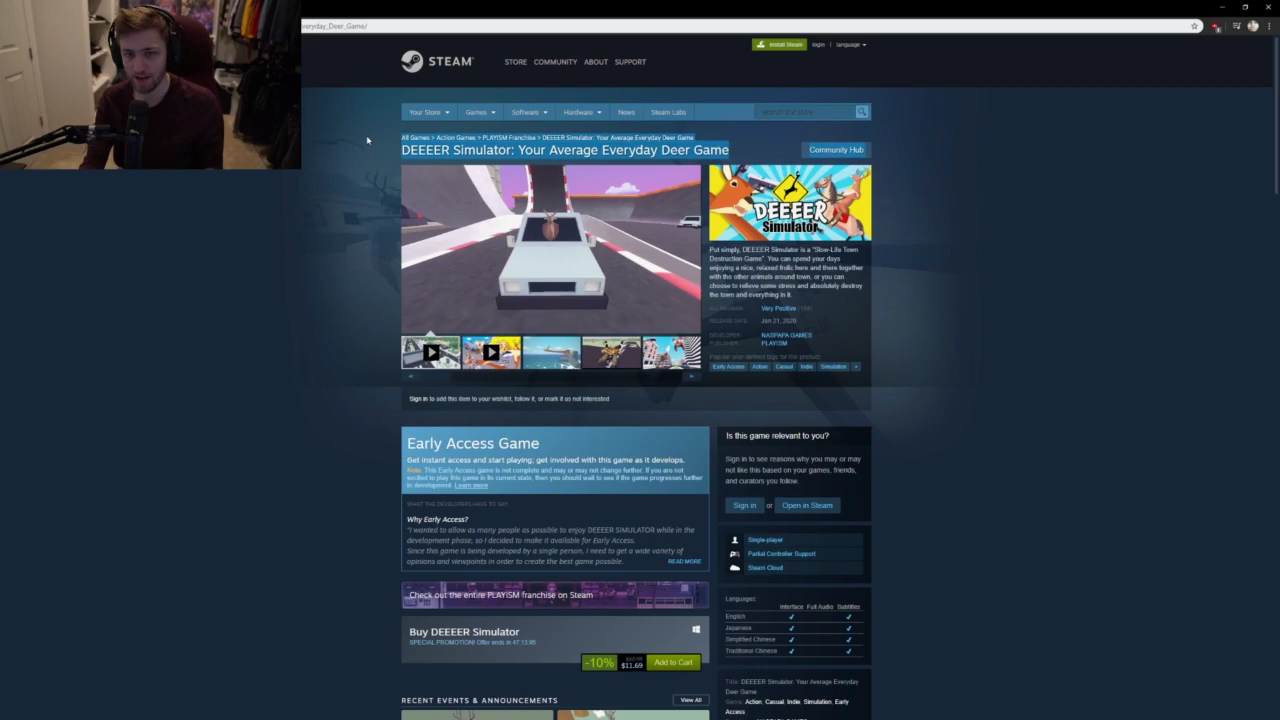 everyday_Deer_Game/
STEAM
STORE COMMUNITY ABOUT SUPPORT
Install Steam login | language
Your Store Games Software Hardware News Steam Labs
All Games > Action Games > PLAYISM Franchise > DEEEER Simulator: Your Average Everyday Deer Game
DEEEER Simulator: Your Average Everyday Deer Game
Community Hub
DEEEER
Simulator
Put simply, DEEEER Simulator is a "Slow-Life Town
Destruction Game". You can spend your days
enjoying a nice, relaxed frolic here and there together
with the other animals around town, or you can
choose to relieve some stress and absolutely destroy
the town and everything in it.
Very Positive
RELEASE DATE: Jan 21, 2020
DEVELOPER: NASPAPA GAMES
PUBLISHER: PLAYISM
Popular user-defined tags for this product:
Early Access Action Casual Indie Simulation +
Sign in to add this item to your wishlist, follow it, or mark it as not interested
Early Access Game
Get instant access and start playing; get involved with this game as it develops.
Note: This Early Access game is not complete and may or may not change further. If you are not
excited to play this game in its current state, then you should wait to see if the game progresses further
in development. Learn more
WHAT THE DEVELOPERS HAVE TO SAY:
Why Early Access?
"I wanted to allow as many people as possible to enjoy DEEEER SIMULATOR while in the
development phase, so I decided to make it available for Early Access.
Since this game is being developed by a single person, I need to get a wide variety of
opinions and viewpoints in order to create the best game possible.
READ MORE
Check out the entire PLAYISM franchise on Steam
Buy DEEEER Simulator
SPECIAL PROMOTION! Offer ends in 47:13:05
-10% $12.99 $11.69 Add to Cart
RECENT EVENTS & ANNOUNCEMENTS View All
Is this game relevant to you?
Sign in to see reasons why you may or may
not like this based on your games, friends,
and curators you follow.
Sign in or Open in Steam
Single-player
Partial Controller Support
Steam Cloud
Languages:
Interface Full Audio Subtitles
English ✔ ✔
Japanese ✔ ✔
Simplified Chinese ✔ ✔
Traditional Chinese ✔ ✔
Title: DEEEER Simulator: Your Average Everyday
Deer Game
Genre: Action, Casual, Indie, Simulation, Early
Access